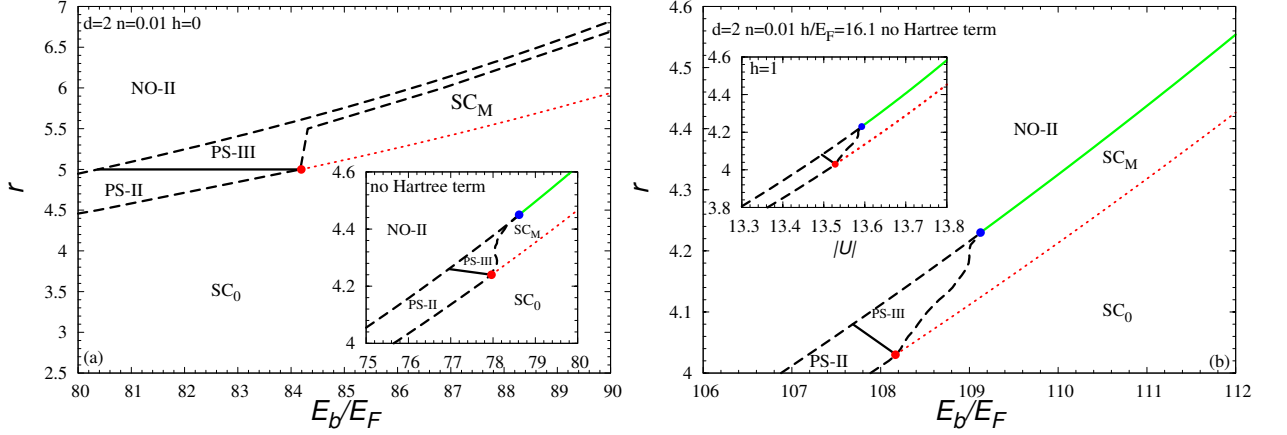 d=2 n=0.01 h=0
7
6.5
6
5.5
5
4.5
4
3.5
3
2.5
r
NO-II
PS-III
PS-II
SC_M
SC_0
(a)
80 81 82 83 84 85 86 87 88 89 90
E_b/E_F
no Hartree term
4.6
4.4
4.2
4
NO-II
SC_M
PS-III
PS-II
SC_0
75 76 77 78 79 80
d=2 n=0.01 h/E_F=16.1 no Hartree term
4.6
4.5
4.4
4.3
4.2
4.1
4
r
NO-II
SC_M
PS-III
PS-II
SC_0
(b)
106 107 108 109 110 111 112
E_b/E_F
h=1
4.6
4.4
4.2
4
3.8
13.3 13.4 13.5 13.6 13.7 13.8
|U|